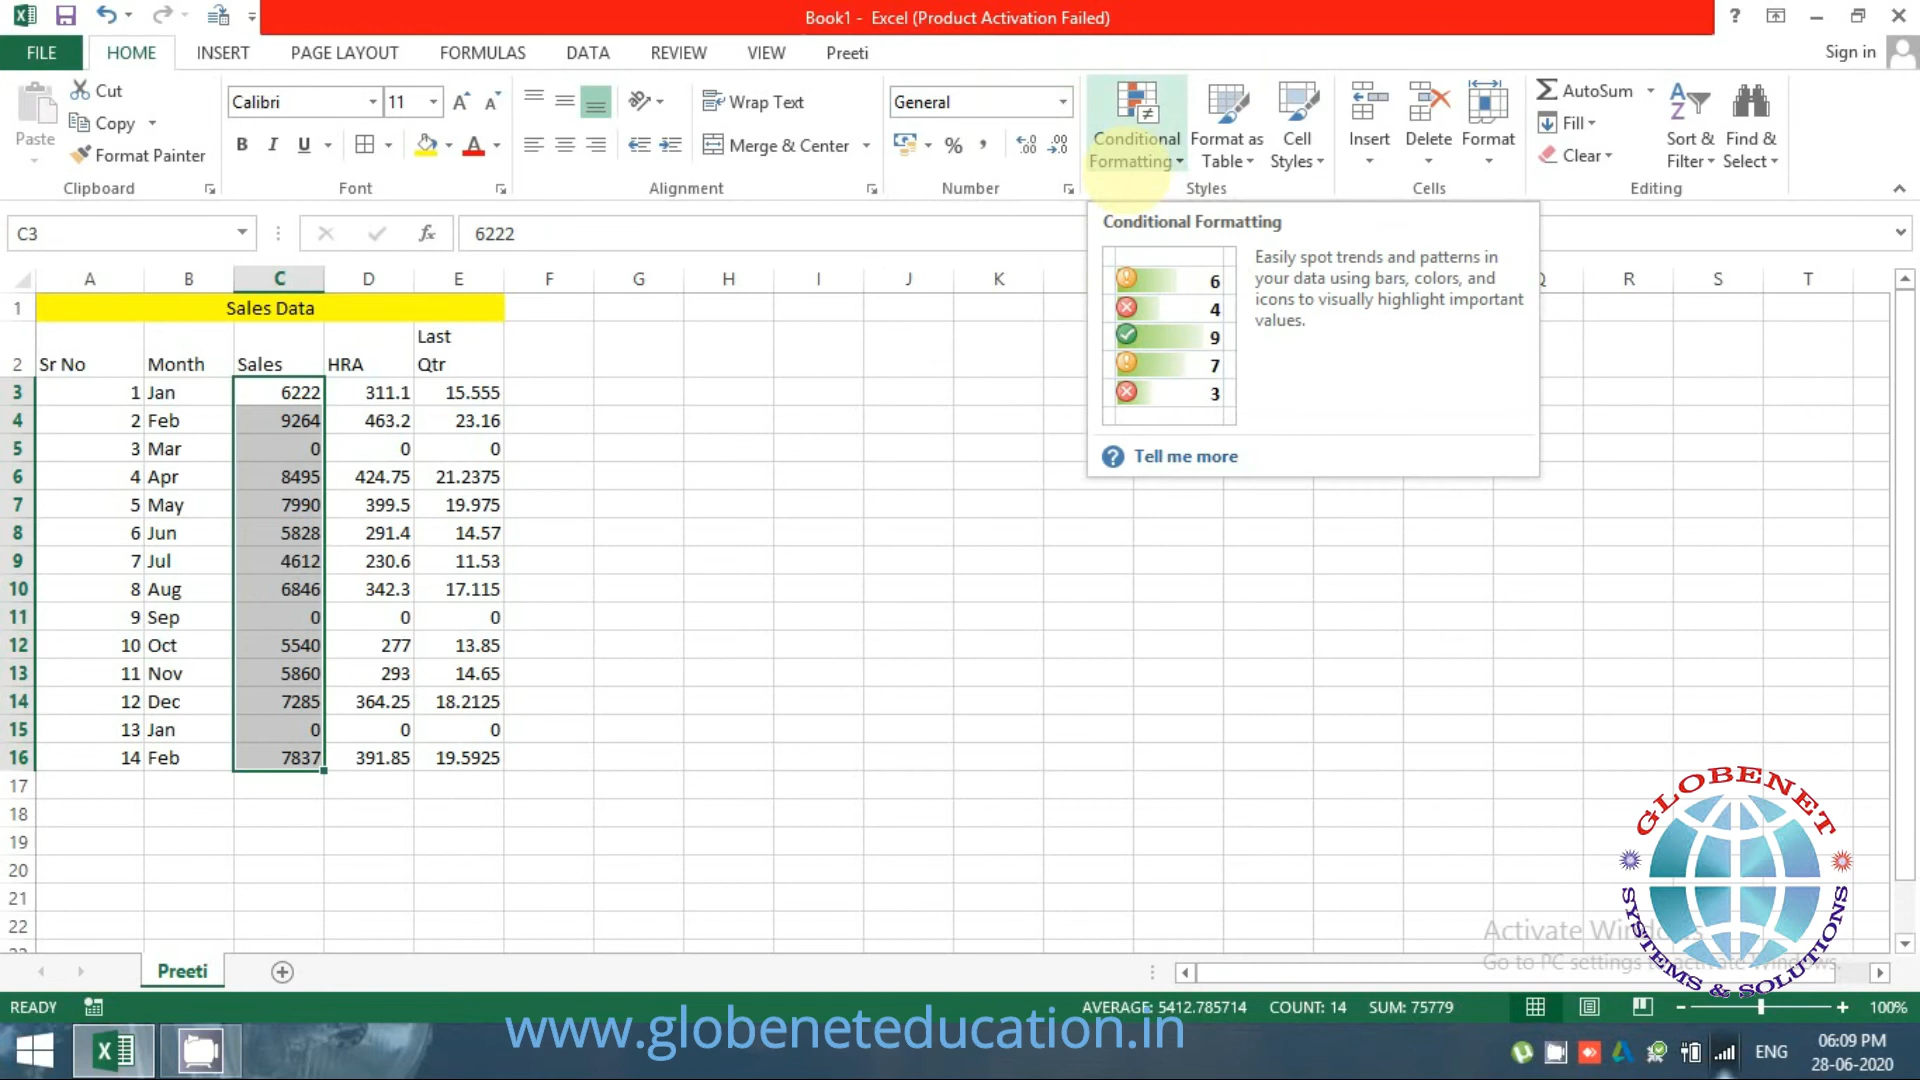 Book1 - Excel (Product Activation Failed)
FILE HOME INSERT PAGE LAYOUT FORMULAS DATA REVIEW VIEW Preeti Sign in
Paste
Cut
Copy
Format Painter
Clipboard
Calibri 11
B I U A
Font
Wrap Text
Merge & Center
Alignment
General
%
Number
Conditional Formatting
Format as Table
Cell Styles
Styles
Insert
Delete
Format
Cells
AutoSum
Fill
Clear
Sort & Filter
Find & Select
Editing
C3
fx
6222
Conditional Formatting
Easily spot trends and patterns in
your data using bars, colors, and
icons to visually highlight important
values.
6
4
9
7
3
Tell me more
A B C D E F G H I J K Q R S T
1 Sales Data
2 Sr No Month Sales HRA Last Qtr
3 1 Jan 6222 311.1 15.555
4 2 Feb 9264 463.2 23.16
5 3 Mar 0 0 0
6 4 Apr 8495 424.75 21.2375
7 5 May 7990 399.5 19.975
8 6 Jun 5828 291.4 14.57
9 7 Jul 4612 230.6 11.53
10 8 Aug 6846 342.3 17.115
11 9 Sep 0 0 0
12 10 Oct 5540 277 13.85
13 11 Nov 5860 293 14.65
14 12 Dec 7285 364.25 18.2125
15 13 Jan 0 0 0
16 14 Feb 7837 391.85 19.5925
17
18
19
20
21
22
GLOBENET
SYSTEMS & SOLUTIONS
Activate Windows
Go to PC settings to activate Windows.
Preeti
READY
AVERAGE: 5412.785714 COUNT: 14 SUM: 75779
100%
www.globeneteducation.in
ENG
06:09 PM
28-06-2020